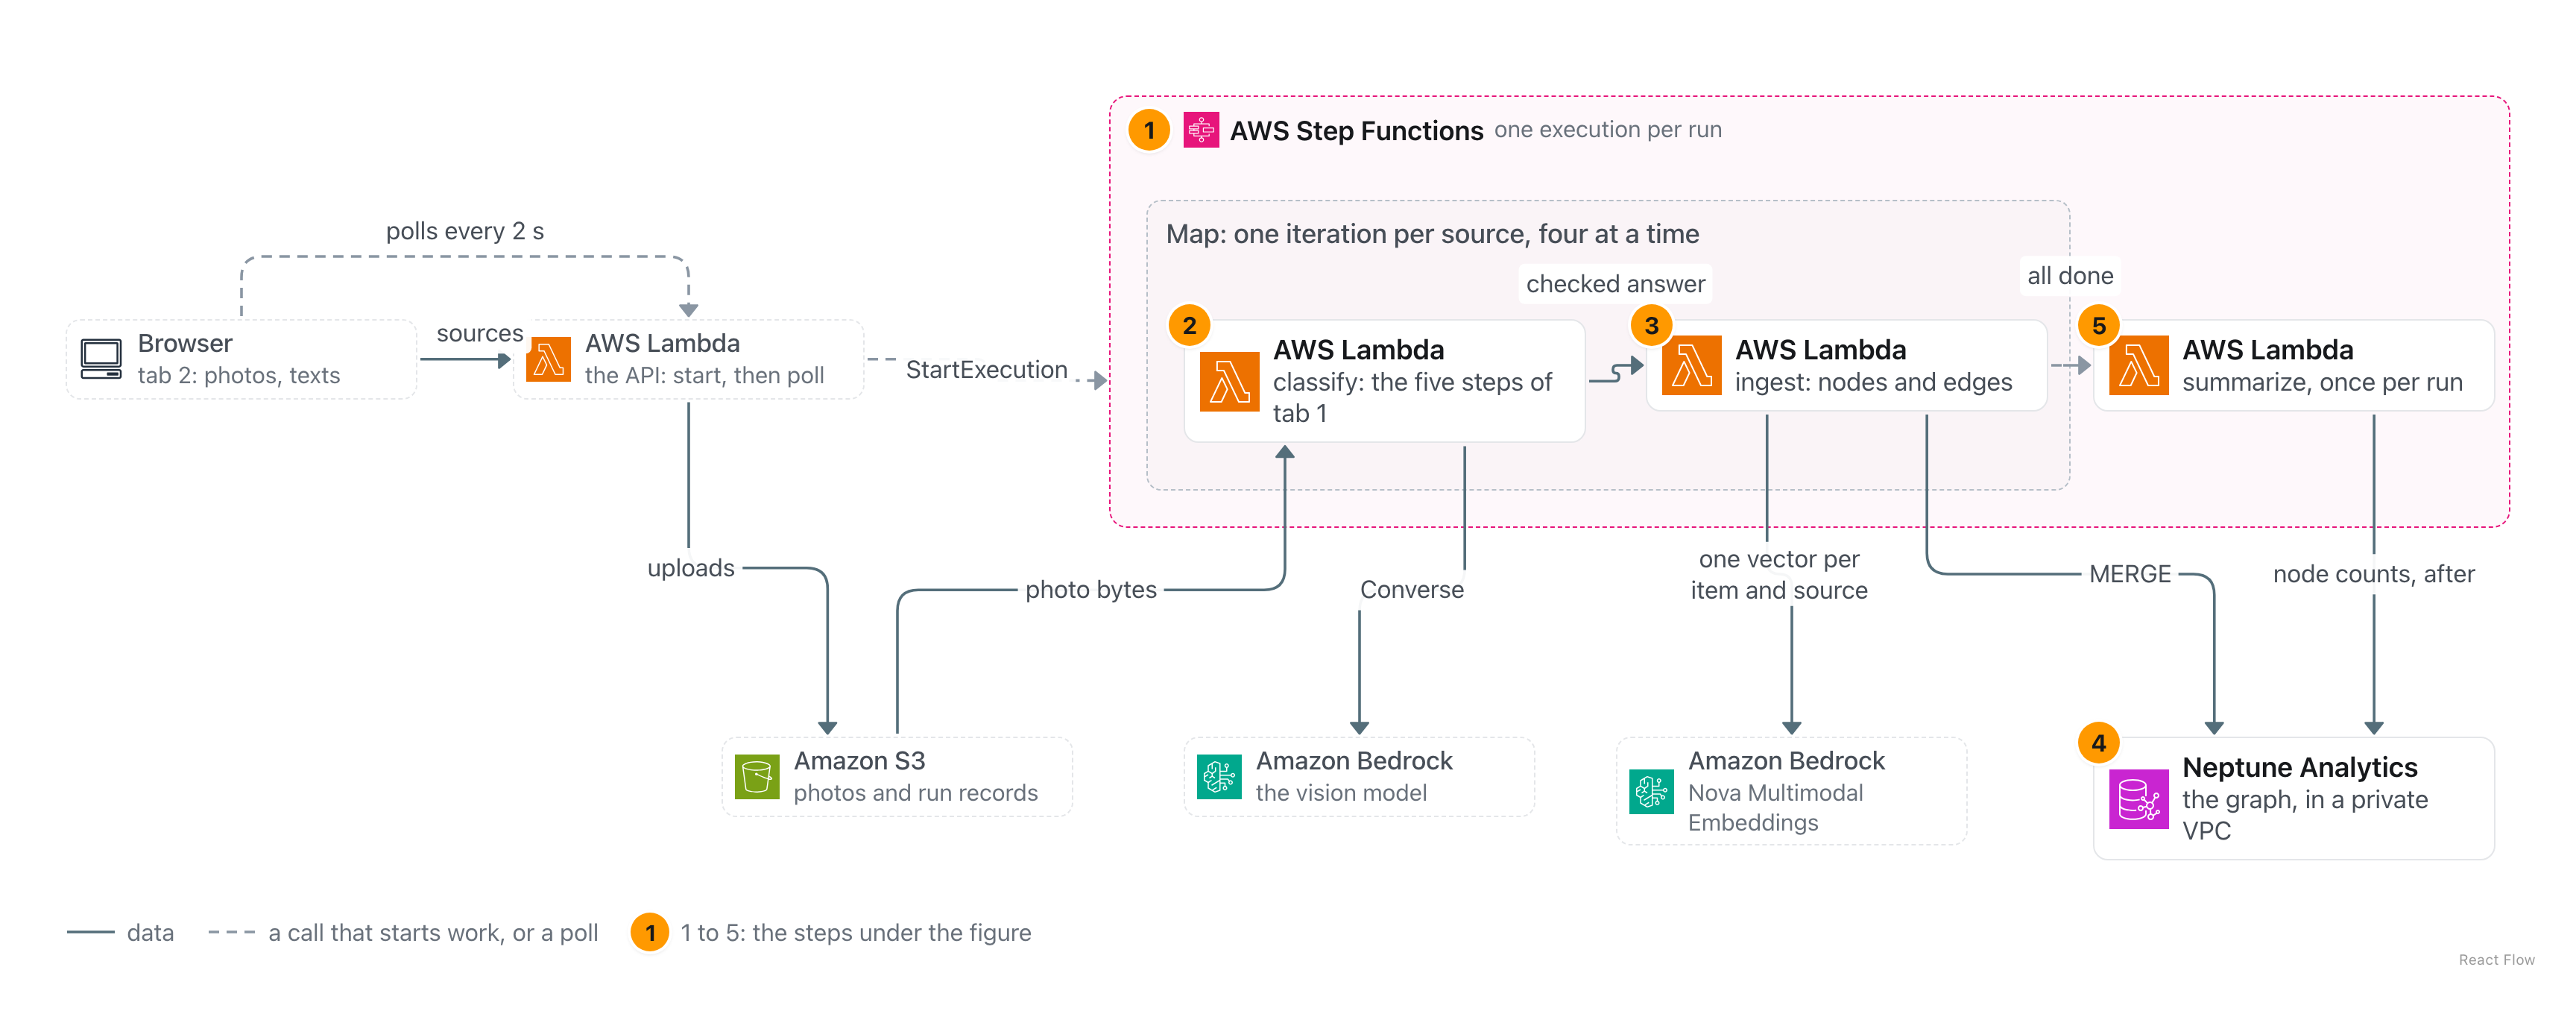 1
AWS Step Functions one execution per run
polls every 2 s
Map: one iteration per source, four at a time
checked answer
all done
Browser
tab 2: photos, texts
sources
AWS Lambda
the API: start, then poll
StartExecution
2
AWS Lambda
classify: the five steps of
tab 1
3
AWS Lambda
ingest: nodes and edges
5
AWS Lambda
summarize, once per run
uploads
photo bytes
Converse
one vector per
item and source
MERGE
node counts, after
Amazon S3
photos and run records
Amazon Bedrock
the vision model
Amazon Bedrock
Nova Multimodal
Embeddings
4
Neptune Analytics
the graph, in a private
VPC
data
a call that starts work, or a poll
1
1 to 5: the steps under the figure
React Flow